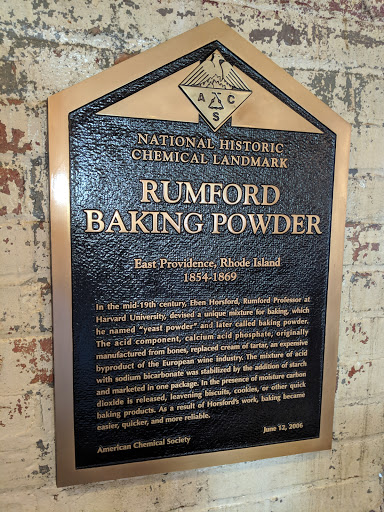 A C
S
NATIONAL HISTORIC
CHEMICAL LANDMARK
RUMFORD
BAKING POWDER
East Providence, Rhode Island
1854-1869
In the mid-19th century, Eben Horsford, Rumford Professor at
Harvard University, devised a unique mixture for baking, which
he named "yeast powder" and later called baking powder.
The acid component, calcium acid phosphate, originally
manufactured from bones, replaced cream of tartar, an expensive
byproduct of the European wine industry. The mixture of acid
with sodium bicarbonate was stabilized by the addition of starch
and marketed in one package. In the presence of moisture carbon
dioxide is released, leavening biscuits, cookies, or other quick
baking products. As a result of Horsford's work, baking became
easier, quicker, and more reliable.
American Chemical Society June 12, 2006